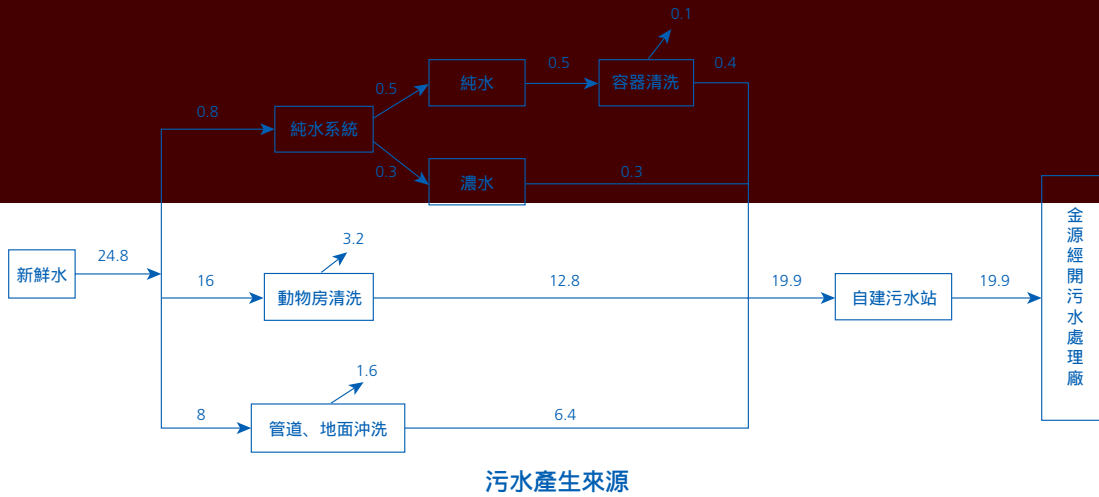 0.1
0.5
0.4
純水
容器清洗
0.5
0.8
純水系統
0.3
濃水
0.3
金源經開污水處理廠
3.2
24.8
新鮮水
16
動物房清洗
12.8
19.9
自建污水站
19.9
1.6
8
管道、地面沖洗
6.4
污水產生來源